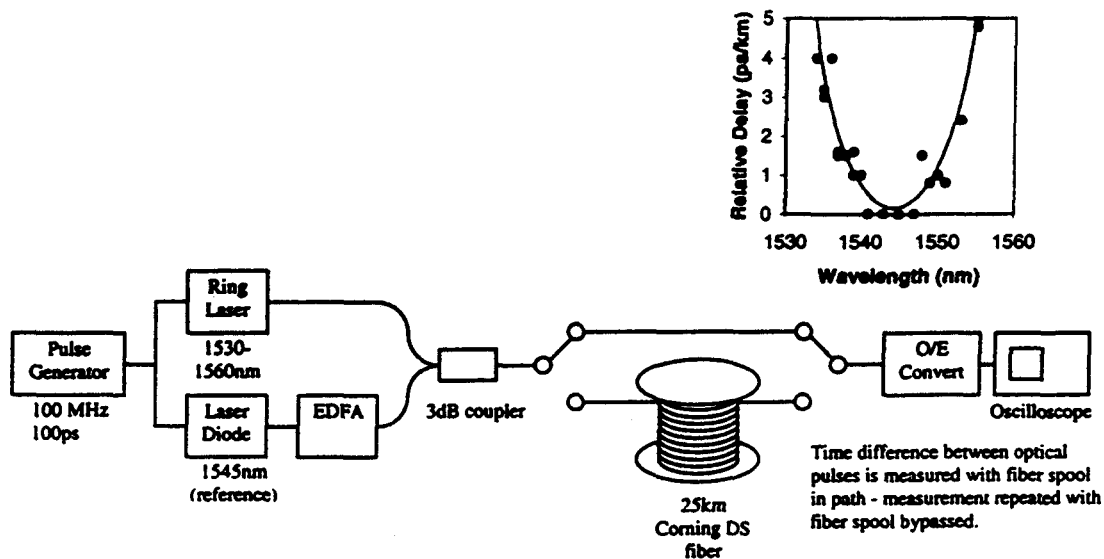 5
4
3
2
1
0
Relative Delay (ps/km)
1530 1540 1550 1560
Wavelength (nm)
Pulse
Generator
100 MHz
100ps
Ring
Laser
1530-
1560nm
Laser
Diode
1545nm
(reference)
EDFA
3dB coupler
25km
Corning DS
fiber
O/E
Convert
Oscilloscope
Time difference between optical
pulses is measured with fiber spool
in path - measurement repeated with
fiber spool bypassed.